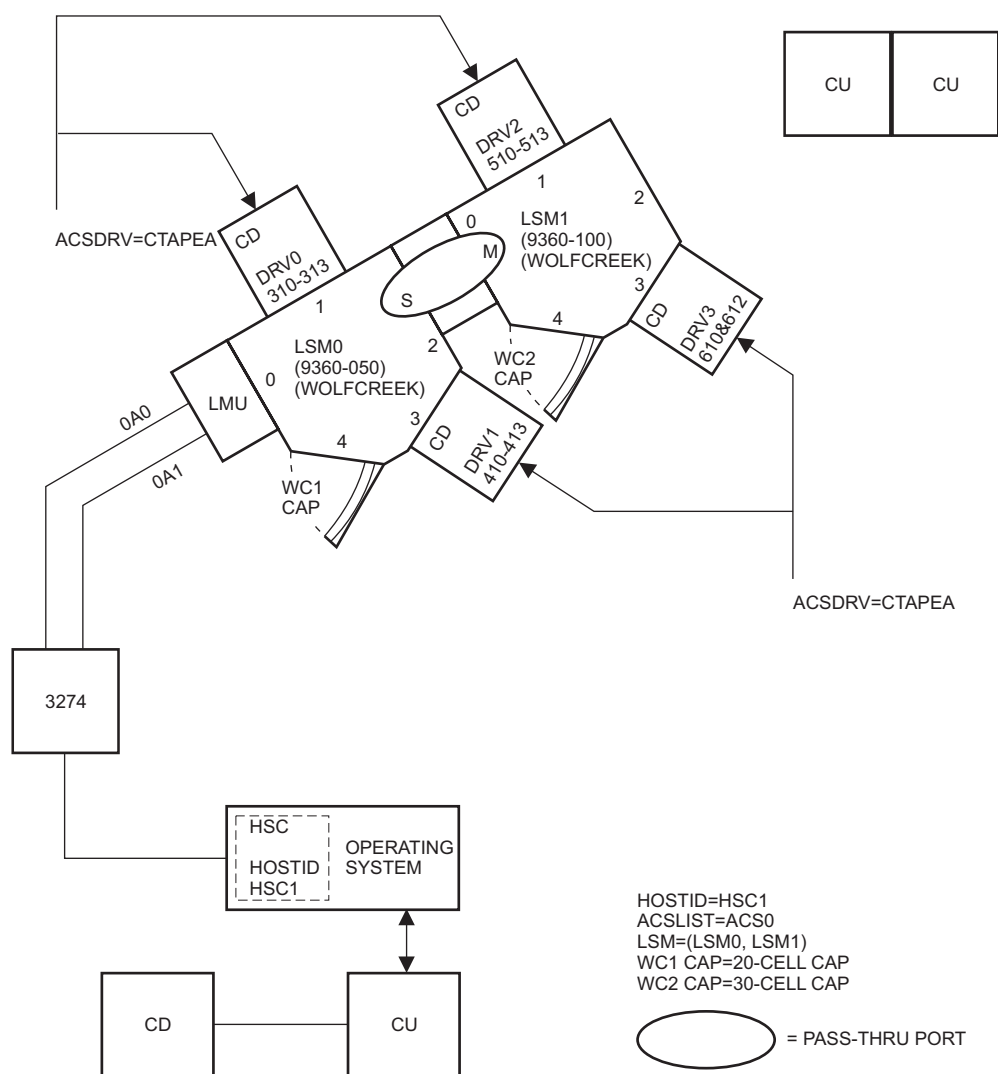 CU
CU
CD
DRV2
510-513
1
2
0
LSM1
(9360-100)
(WOLFCREEK)
M
3
ACSDRV=CTAPEA
CD
DRV0
310-313
1
S
CD
DRV3
610&612
4
WC2
CAP
LSM0
(9360-050)
(WOLFCREEK)
2
0
3
LMU
0A0
0A1
4
CD
DRV1
410-413
WC1
CAP
ACSDRV=CTAPEA
3274
HSC
HOSTID
HSC1
OPERATING
SYSTEM
CD
CU
HOSTID=HSC1
ACSLIST=ACS0
LSM=(LSM0, LSM1)
WC1 CAP=20-CELL CAP
WC2 CAP=30-CELL CAP
= PASS-THRU PORT